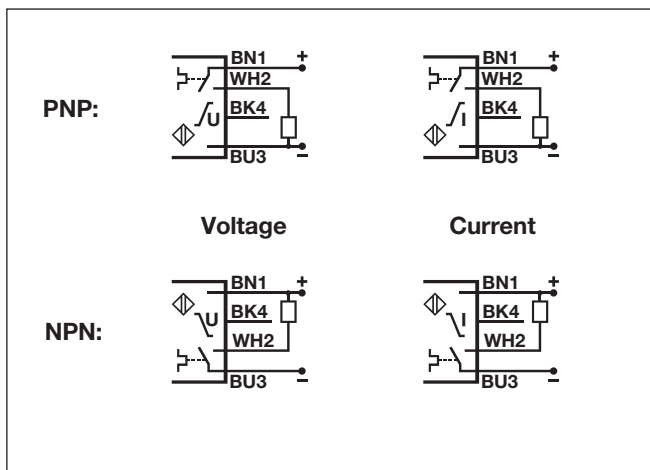 BN1 + BN1 +
WH2 WH2
PNP: BK4 BK4
U I
BU3 – BU3 –
Voltage Current
BN1 + BN1 +
U BK4 I BK4
NPN: WH2 WH2
BU3 – BU3 –